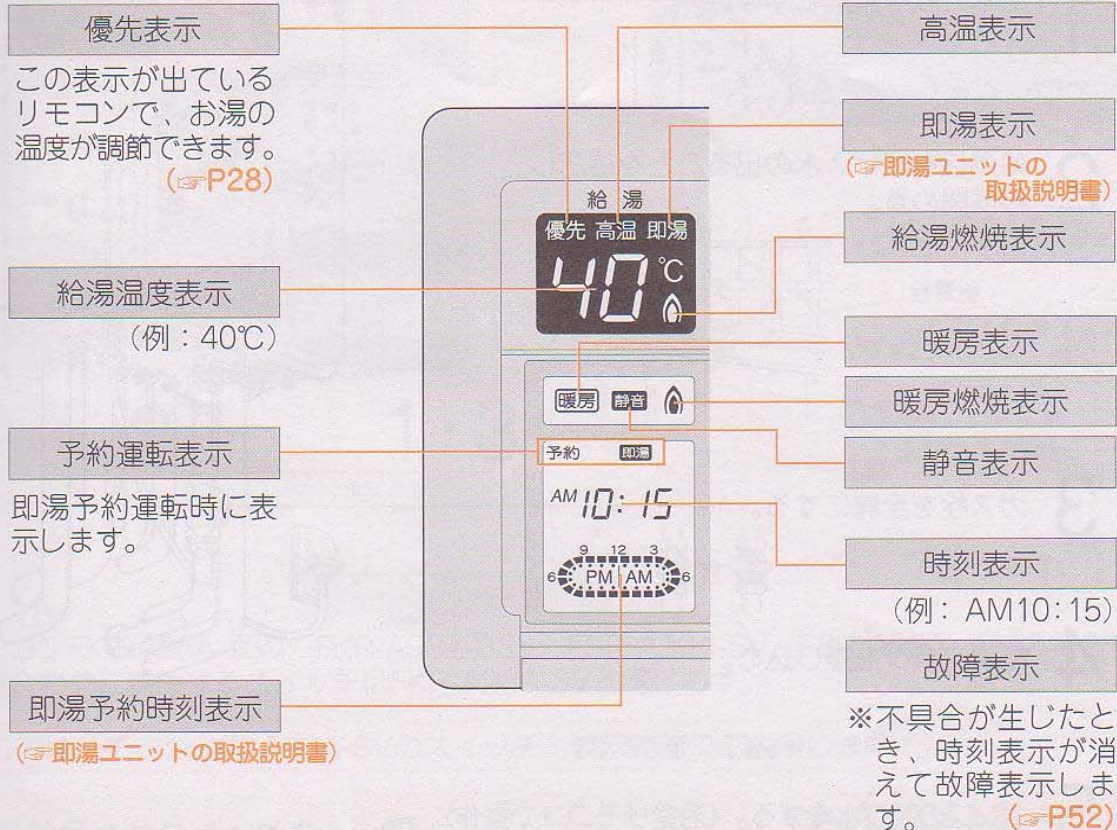 優先表示
この表示が出ている
リモコンで、お湯の
温度が調節できます。
(☞P28)
給湯温度表示
(例：40℃)
予約運転表示
即湯予約運転時に表
示します。
即湯予約時刻表示
(☞即湯ユニットの取扱説明書)
給湯
優先 高温 即湯
40℃
暖房 静音
予約 即湯
AM 10:15
9 12 3
6 PM AM 6
高温表示
即湯表示
(☞即湯ユニットの
取扱説明書)
給湯燃焼表示
暖房表示
暖房燃焼表示
静音表示
時刻表示
(例：AM10:15)
故障表示
※不具合が生じたと
き、時刻表示が消
えて故障表示しま
す。 (☞P52)